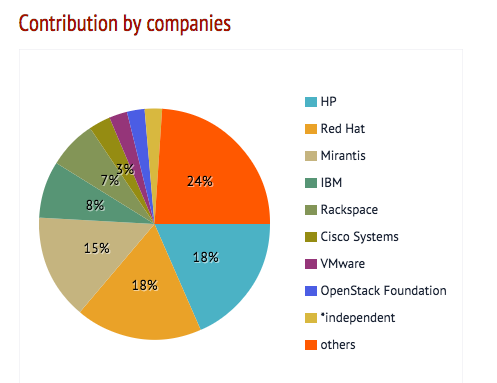 Contribution by companies
HP
Red Hat
Mirantis
IBM
Rackspace
Cisco Systems
VMware
OpenStack Foundation
*independent
others
24%
18%
18%
15%
8%
7%
3%